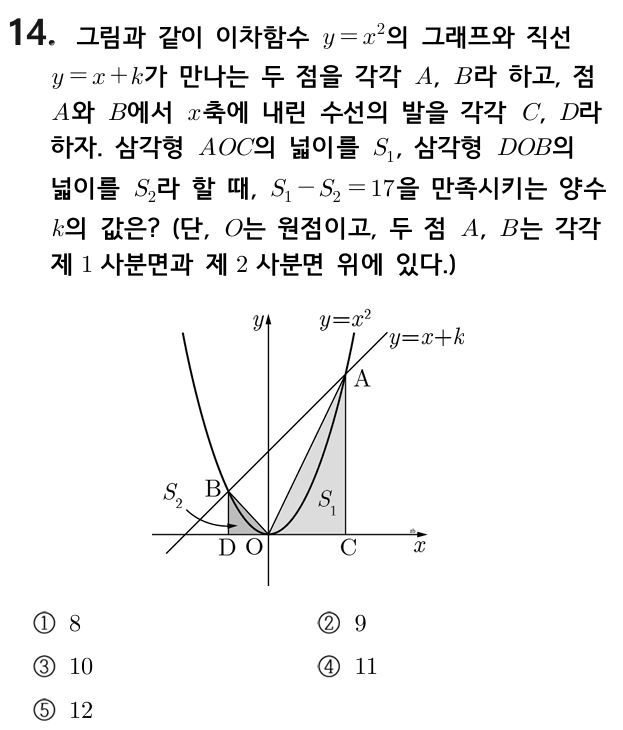 14. 그림과 같이 이차함수 y=x²의 그래프와 직선
y=x+k가 만나는 두 점을 각각 A, B라 하고, 점
A와 B에서 x축에 내린 수선의 발을 각각 C, D라
하자. 삼각형 AOC의 넓이를 S₁, 삼각형 DOB의
넓이를 S₂라 할 때, S₁-S₂=17을 만족시키는 양수
k의 값은? (단, O는 원점이고, 두 점 A, B는 각각
제 1 사분면과 제 2 사분면 위에 있다.)
y
y=x²
y=x+k
A
S₂
B
S₁
D
O
C
x
① 8
② 9
③ 10
④ 11
⑤ 12